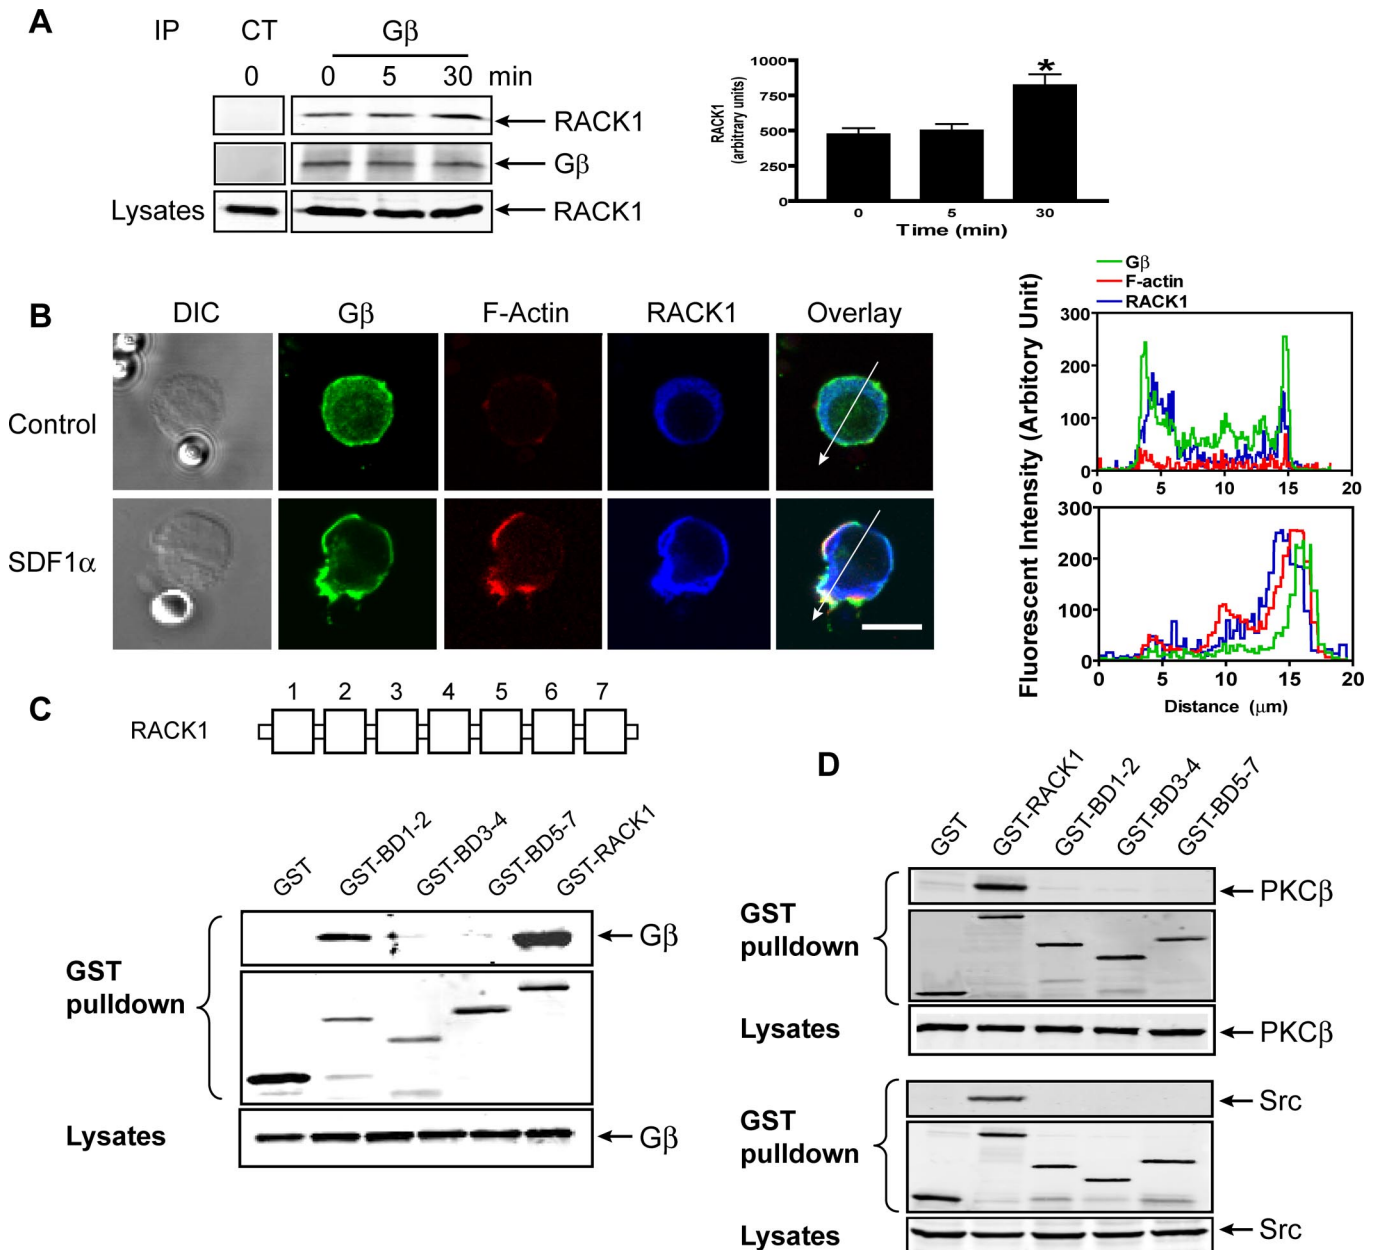 A
IP CT Gβ
0 0 5 30 min
RACK1
Gβ
Lysates RACK1
RACK1
(arbitrary units)
1000
750
500
250
0
0 5 30
Time (min)
*
B
DIC Gβ F-Actin RACK1 Overlay
Control
SDF1α
Gβ
F-actin
RACK1
Fluorescent Intensity (Arbitory Unit)
300
200
100
0
0 5 10 15 20
300
200
100
0
0 5 10 15 20
Distance (μm)
C
1 2 3 4 5 6 7
RACK1
GST GST-BD1-2 GST-BD3-4 GST-BD5-7 GST-RACK1
GST
pulldown
Gβ
Lysates Gβ
D
GST GST-RACK1 GST-BD1-2 GST-BD3-4 GST-BD5-7
GST
pulldown
PKCβ
Lysates PKCβ
GST
pulldown
Src
Lysates Src